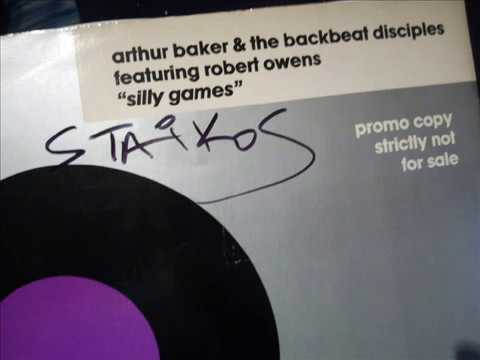 arthur baker & the backbeat disciples
featuring robert owens
"silly games"
STAiKOS
promo copy
strictly not
for sale